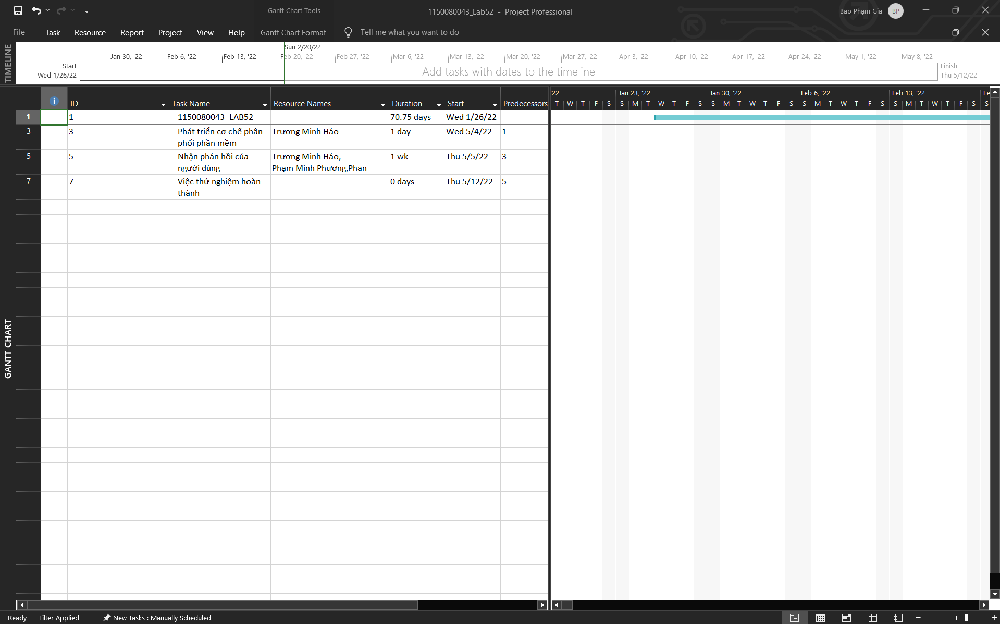 Gantt Chart Tools
1150080043_Lab52 - Project Professional
Bảo Phạm Gia BP
File Task Resource Report Project View Help Gantt Chart Format Tell me what you want to do
TIMELINE
Sun 2/20/22
Jan 30, '22 Feb 6, '22 Feb 13, '22 Feb 20, '22 Feb 27, '22 Mar 6, '22 Mar 13, '22 Mar 20, '22 Mar 27, '22 Apr 3, '22 Apr 10, '22 Apr 17, '22 Apr 24, '22 May 1, '22 May 8, '22
Start
Wed 1/26/22
Add tasks with dates to the timeline
Finish
Thu 5/12/22
GANTT CHART
ID Task Name Resource Names Duration Start Predecessors
'22 Jan 23, '22 Jan 30, '22 Feb 6, '22 Feb 13, '22 Fe
T W T F S S M T W T F S S M T W T F S S M T W T F S S M T W T F S S
1 1 1150080043_LAB52 70.75 days Wed 1/26/22
3 3 Phát triển cơ chế phân Trương Minh Hảo 1 day Wed 5/4/22 1
phối phần mềm
5 5 Nhận phản hồi của Trương Minh Hảo, 1 wk Thu 5/5/22 3
người dùng Phạm Minh Phương,Phan
7 7 Việc thử nghiệm hoàn 0 days Thu 5/12/22 5
thành
Ready Filter Applied New Tasks : Manually Scheduled